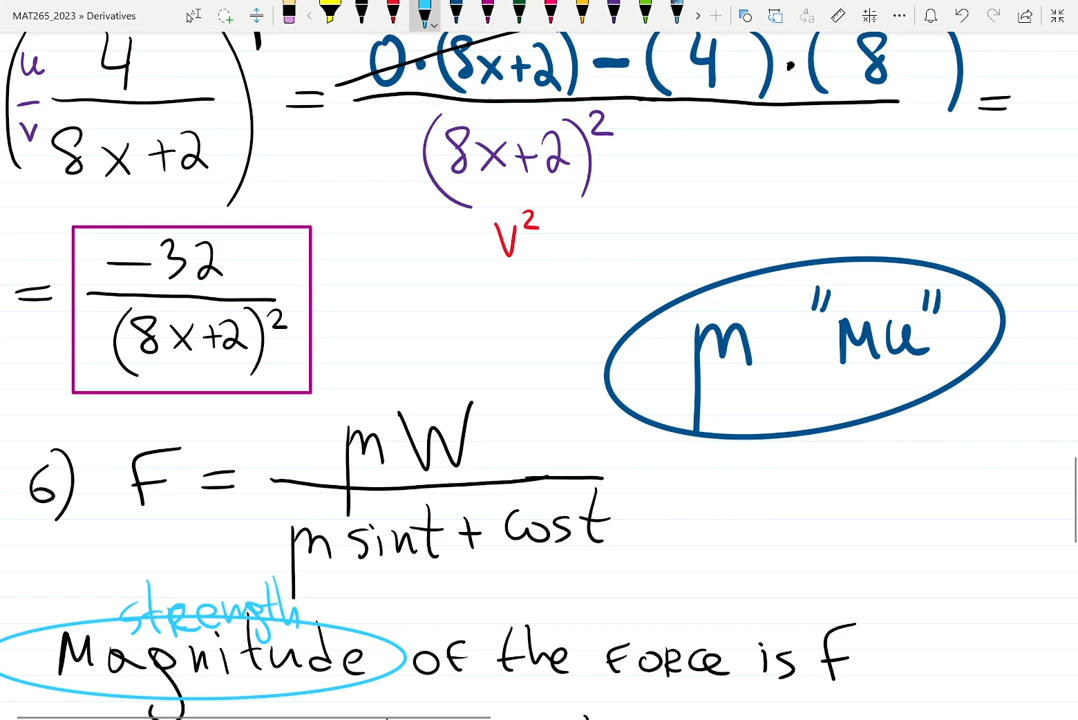 MAT265_2023 » Derivatives
(u/v 4/(8x+2))' = (0·(8x+2) − (4)·(8))/(8x+2)² =
v²
= −32/(8x+2)²
μ "Mu"
6) F = μW/(μ sint + cost)
strength
Magnitude of the force is F